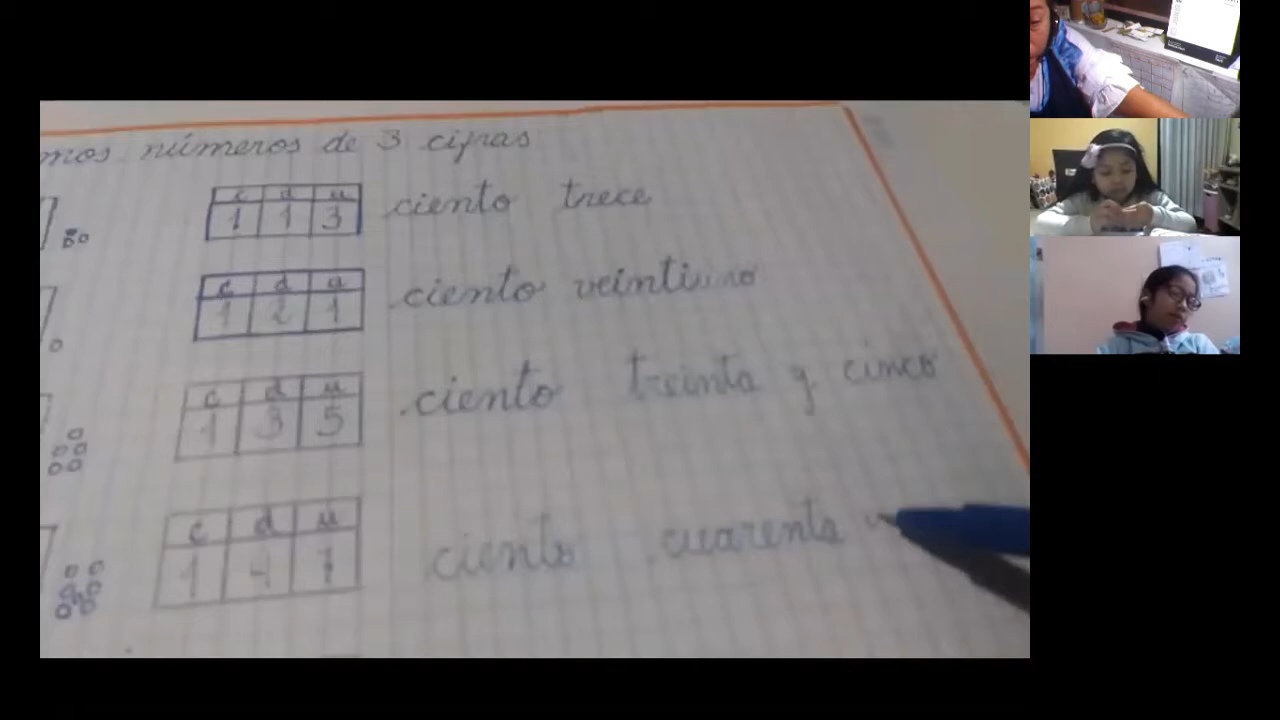 mos números de 3 cifras
c d u
1 1 3 ciento trece
c d u
1 2 1 ciento veintiuno
c d u
1 3 5 ciento treinta y cinco
c d u
1 4 7 ciento cuarenta